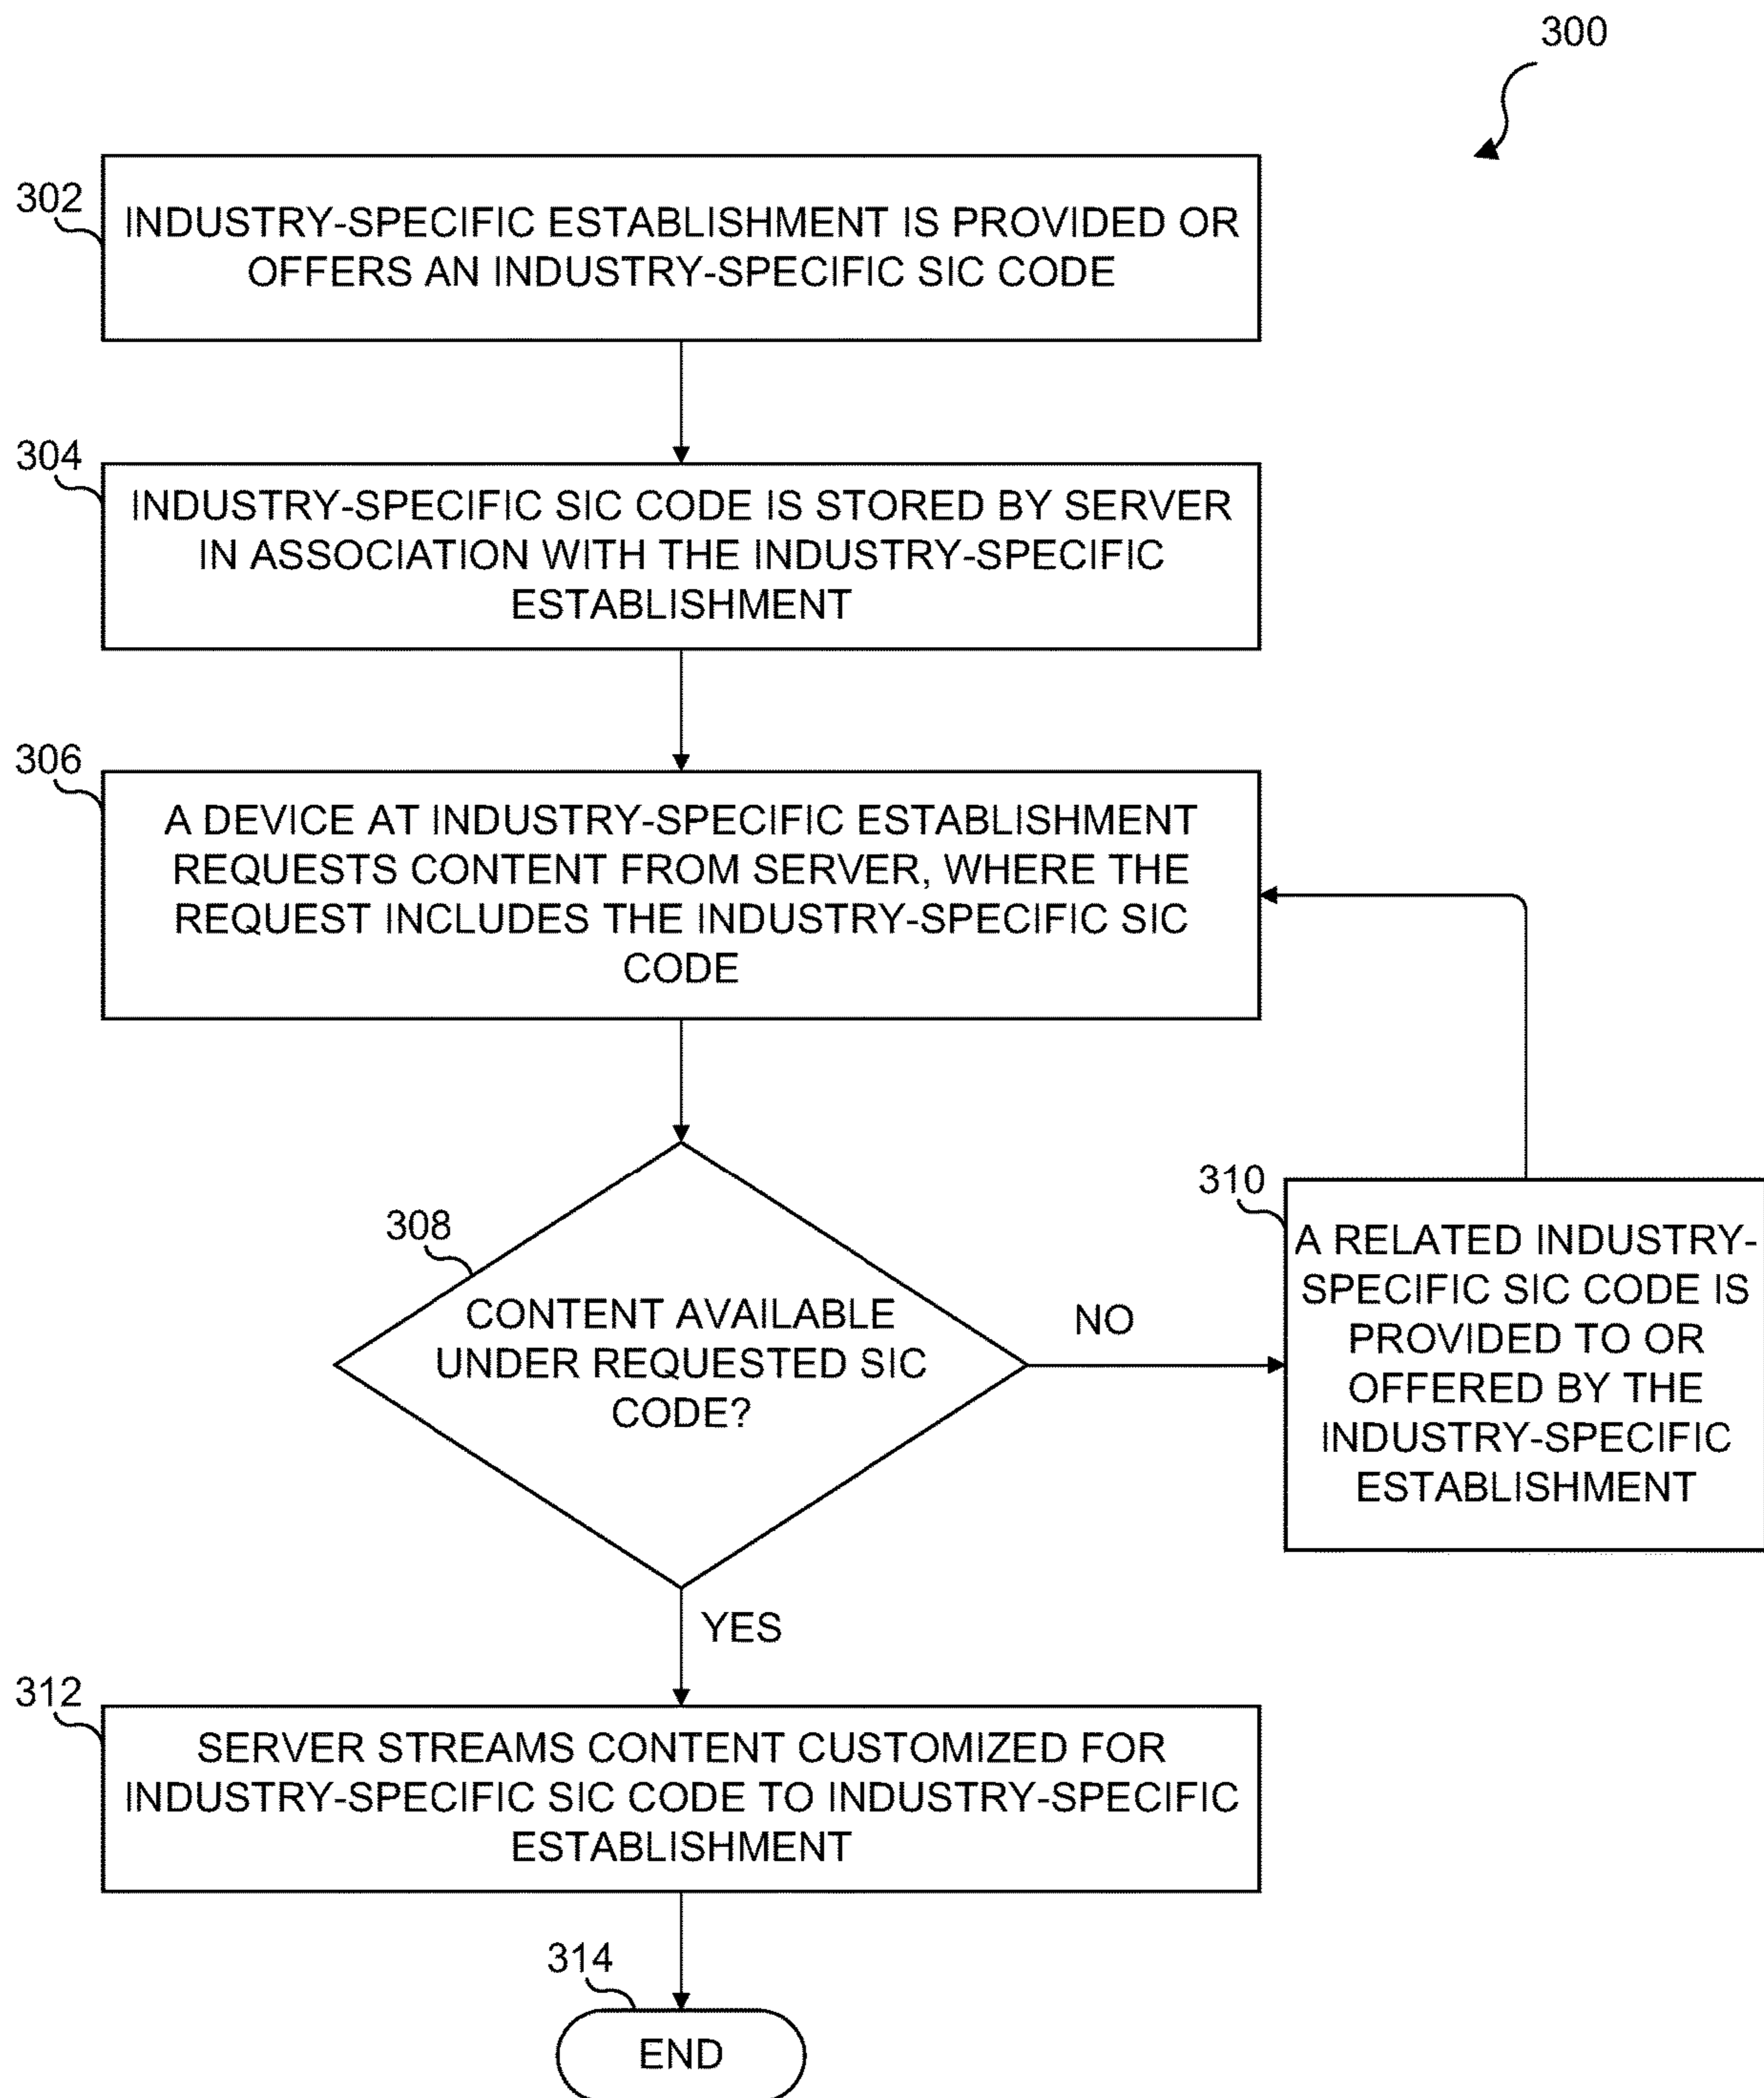 300
302
INDUSTRY-SPECIFIC ESTABLISHMENT IS PROVIDED OR
OFFERS AN INDUSTRY-SPECIFIC SIC CODE
304
INDUSTRY-SPECIFIC SIC CODE IS STORED BY SERVER
IN ASSOCIATION WITH THE INDUSTRY-SPECIFIC
ESTABLISHMENT
306
A DEVICE AT INDUSTRY-SPECIFIC ESTABLISHMENT
REQUESTS CONTENT FROM SERVER, WHERE THE
REQUEST INCLUDES THE INDUSTRY-SPECIFIC SIC
CODE
308
CONTENT AVAILABLE
UNDER REQUESTED SIC
CODE?
NO
310
A RELATED INDUSTRY-
SPECIFIC SIC CODE IS
PROVIDED TO OR
OFFERED BY THE
INDUSTRY-SPECIFIC
ESTABLISHMENT
YES
312
SERVER STREAMS CONTENT CUSTOMIZED FOR
INDUSTRY-SPECIFIC SIC CODE TO INDUSTRY-SPECIFIC
ESTABLISHMENT
314
END